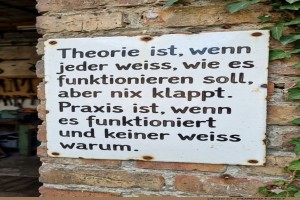 Theorie ist, wenn
jeder weiss, wie es
funktionieren soll,
aber nix klappt.
Praxis ist, wenn
es funktioniert
und keiner weiss
warum.